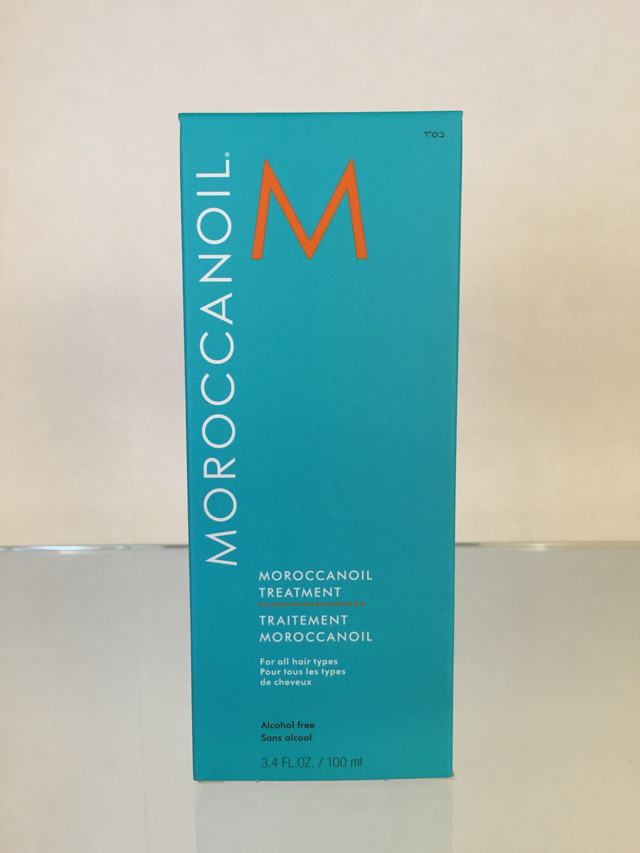 בס"ד
MOROCCANOIL®
M
MOROCCANOIL
TREATMENT
TRAITEMENT
MOROCCANOIL
For all hair types
Pour tous les types
de cheveux
Alcohol free
Sans alcool
3.4 FL.OZ. / 100 ml